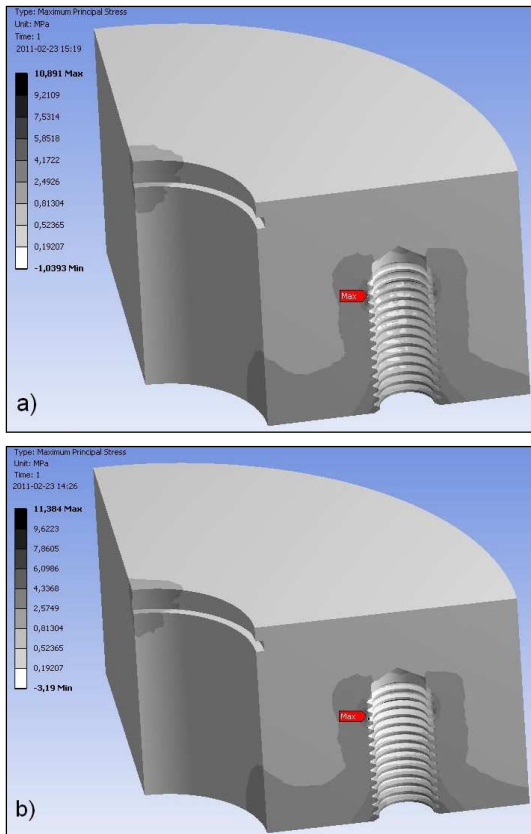 Type: Maximum Principal Stress
Unit: MPa
Time: 1
2011-02-23 15:19
10,891 Max
9,2109
7,5314
5,8518
4,1722
2,4926
0,81304
0,52365
0,19207
-1,0393 Min
Max
a)
Type: Maximum Principal Stress
Unit: MPa
Time: 1
2011-02-23 14:26
11,384 Max
9,6223
7,8605
6,0986
4,3368
2,5749
0,81304
0,52365
0,19207
-3,19 Min
Max
b)